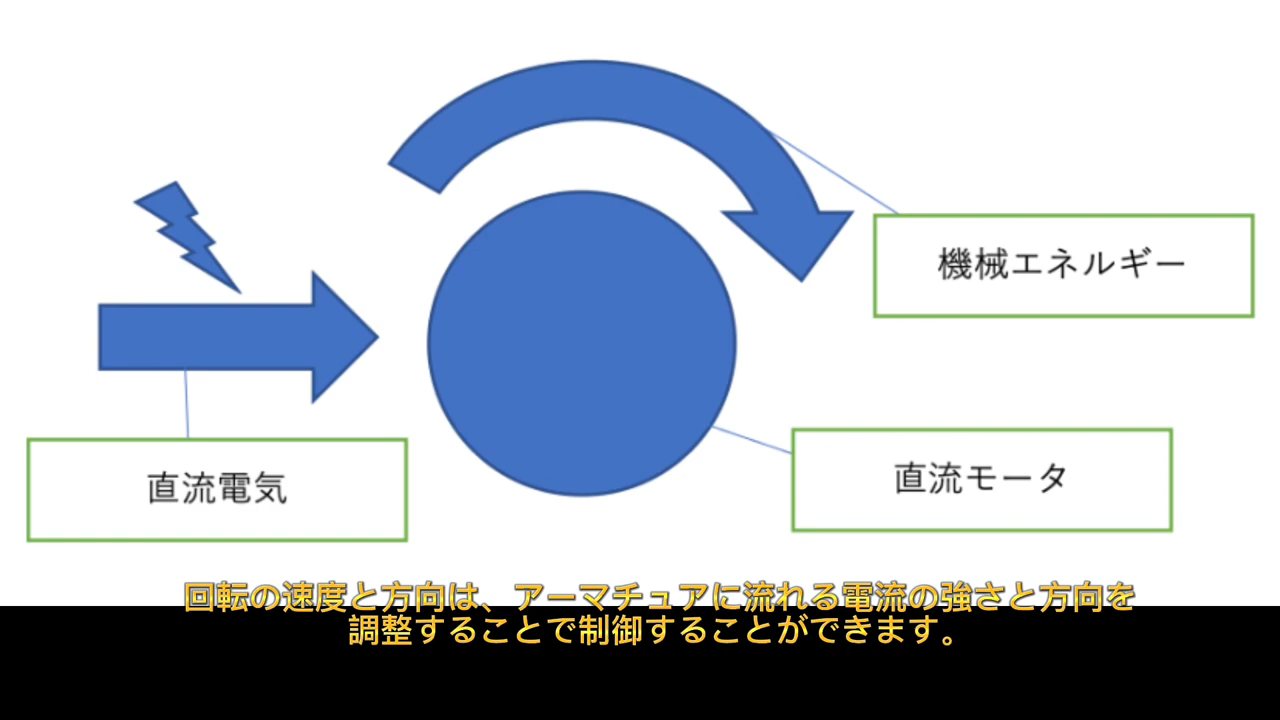 機械エネルギー
直流モータ
直流電気
回転の速度と方向は、アーマチュアに流れる電流の強さと方向を
調整することで制御することができます。